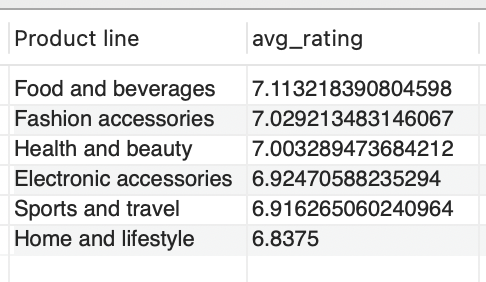 Product line avg_rating
Food and beverages 7.113218390804598
Fashion accessories 7.029213483146067
Health and beauty 7.003289473684212
Electronic accessories 6.92470588235294
Sports and travel 6.916265060240964
Home and lifestyle 6.8375